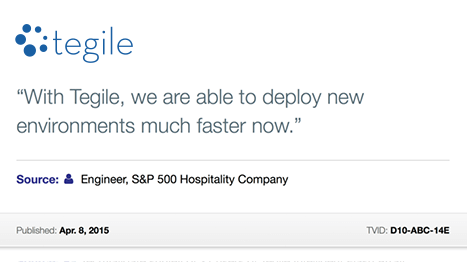 tegile
“With Tegile, we are able to deploy new
environments much faster now.”
Source: Engineer, S&P 500 Hospitality Company
Published: Apr. 8, 2015 TVID: D10-ABC-14E